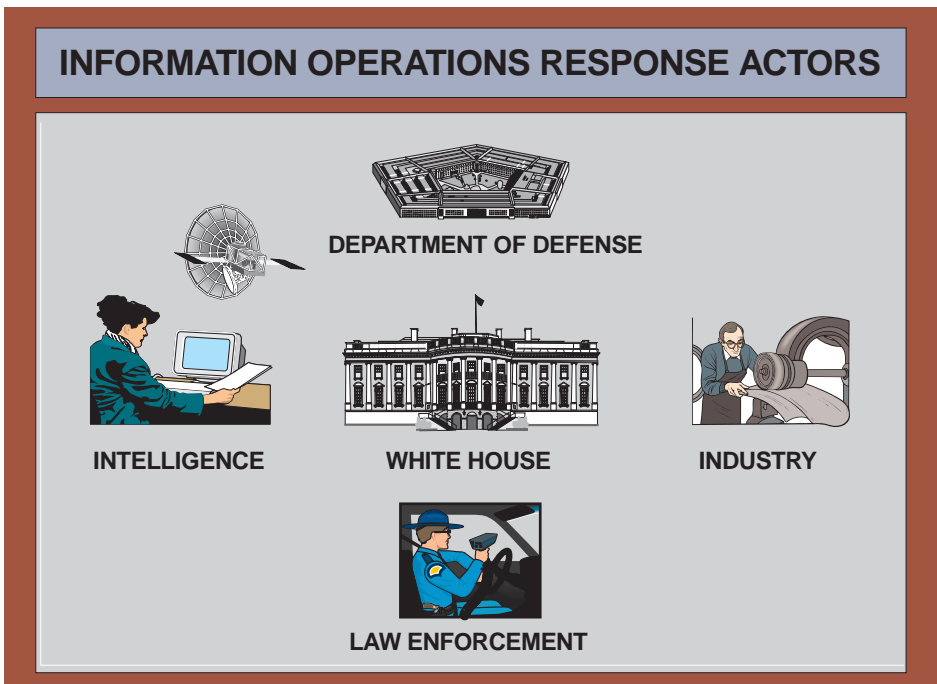 INFORMATION OPERATIONS RESPONSE ACTORS
DEPARTMENT OF DEFENSE
INTELLIGENCE
WHITE HOUSE
INDUSTRY
LAW ENFORCEMENT